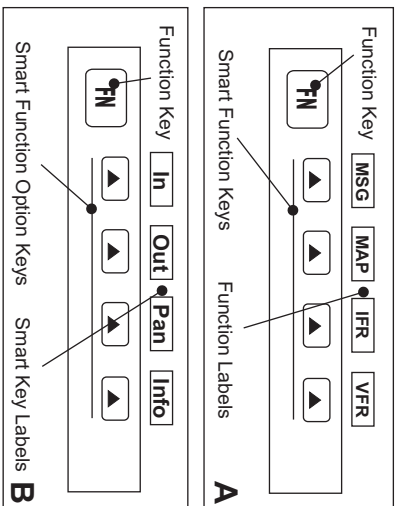 Function Key
MSG MAP IFR VFR
FN
Smart Function Keys
Function Labels
A
Function Key
In Out Pan Info
FN
Smart Function Option Keys
Smart Key Labels
B